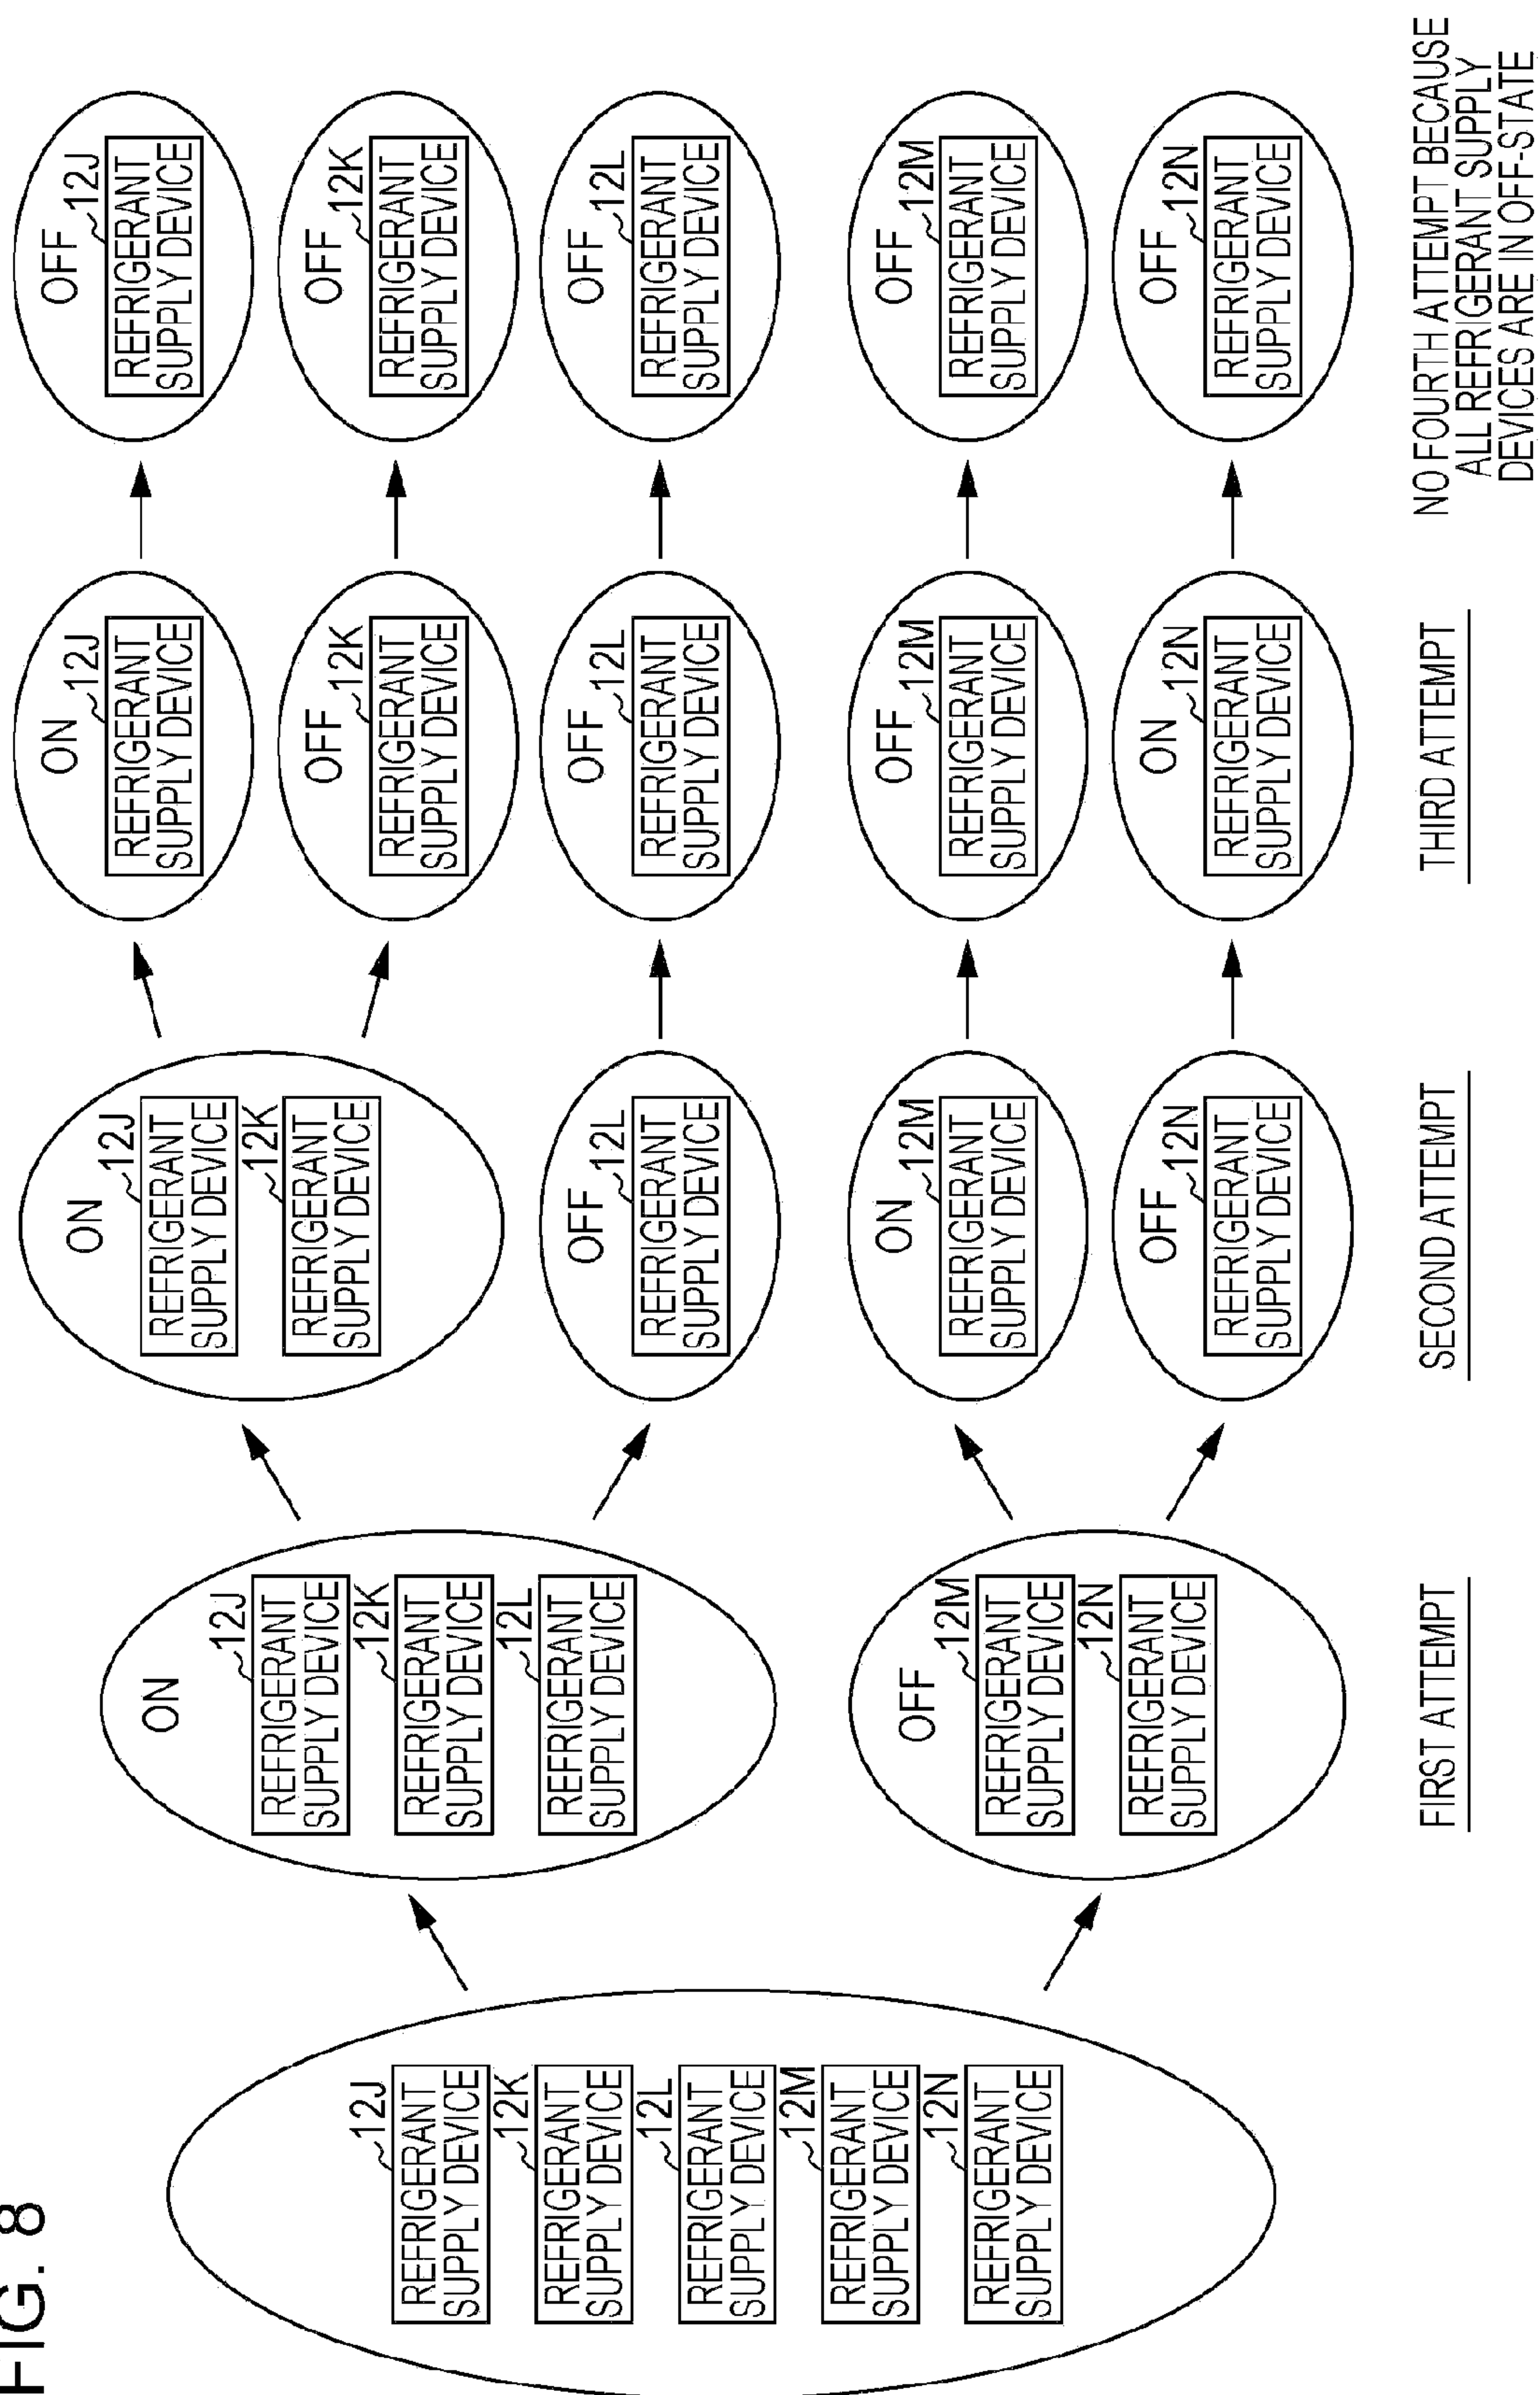 FIG. 8
12J
REFRIGERANT
SUPPLY DEVICE
12K
REFRIGERANT
SUPPLY DEVICE
12L
REFRIGERANT
SUPPLY DEVICE
12M
REFRIGERANT
SUPPLY DEVICE
12N
REFRIGERANT
SUPPLY DEVICE
ON
12J
REFRIGERANT
SUPPLY DEVICE
12K
REFRIGERANT
SUPPLY DEVICE
12L
REFRIGERANT
SUPPLY DEVICE
OFF
12M
REFRIGERANT
SUPPLY DEVICE
12N
REFRIGERANT
SUPPLY DEVICE
FIRST ATTEMPT
ON
12J
REFRIGERANT
SUPPLY DEVICE
12K
REFRIGERANT
SUPPLY DEVICE
OFF
12L
REFRIGERANT
SUPPLY DEVICE
ON
12M
REFRIGERANT
SUPPLY DEVICE
OFF
12N
REFRIGERANT
SUPPLY DEVICE
SECOND ATTEMPT
ON
12J
REFRIGERANT
SUPPLY DEVICE
OFF
12K
REFRIGERANT
SUPPLY DEVICE
OFF
12L
REFRIGERANT
SUPPLY DEVICE
OFF
12M
REFRIGERANT
SUPPLY DEVICE
ON
12N
REFRIGERANT
SUPPLY DEVICE
THIRD ATTEMPT
OFF
12J
REFRIGERANT
SUPPLY DEVICE
OFF
12K
REFRIGERANT
SUPPLY DEVICE
OFF
12L
REFRIGERANT
SUPPLY DEVICE
OFF
12M
REFRIGERANT
SUPPLY DEVICE
OFF
12N
REFRIGERANT
SUPPLY DEVICE
NO FOURTH ATTEMPT BECAUSE
ALL REFRIGERANT SUPPLY
DEVICES ARE IN OFF-STATE